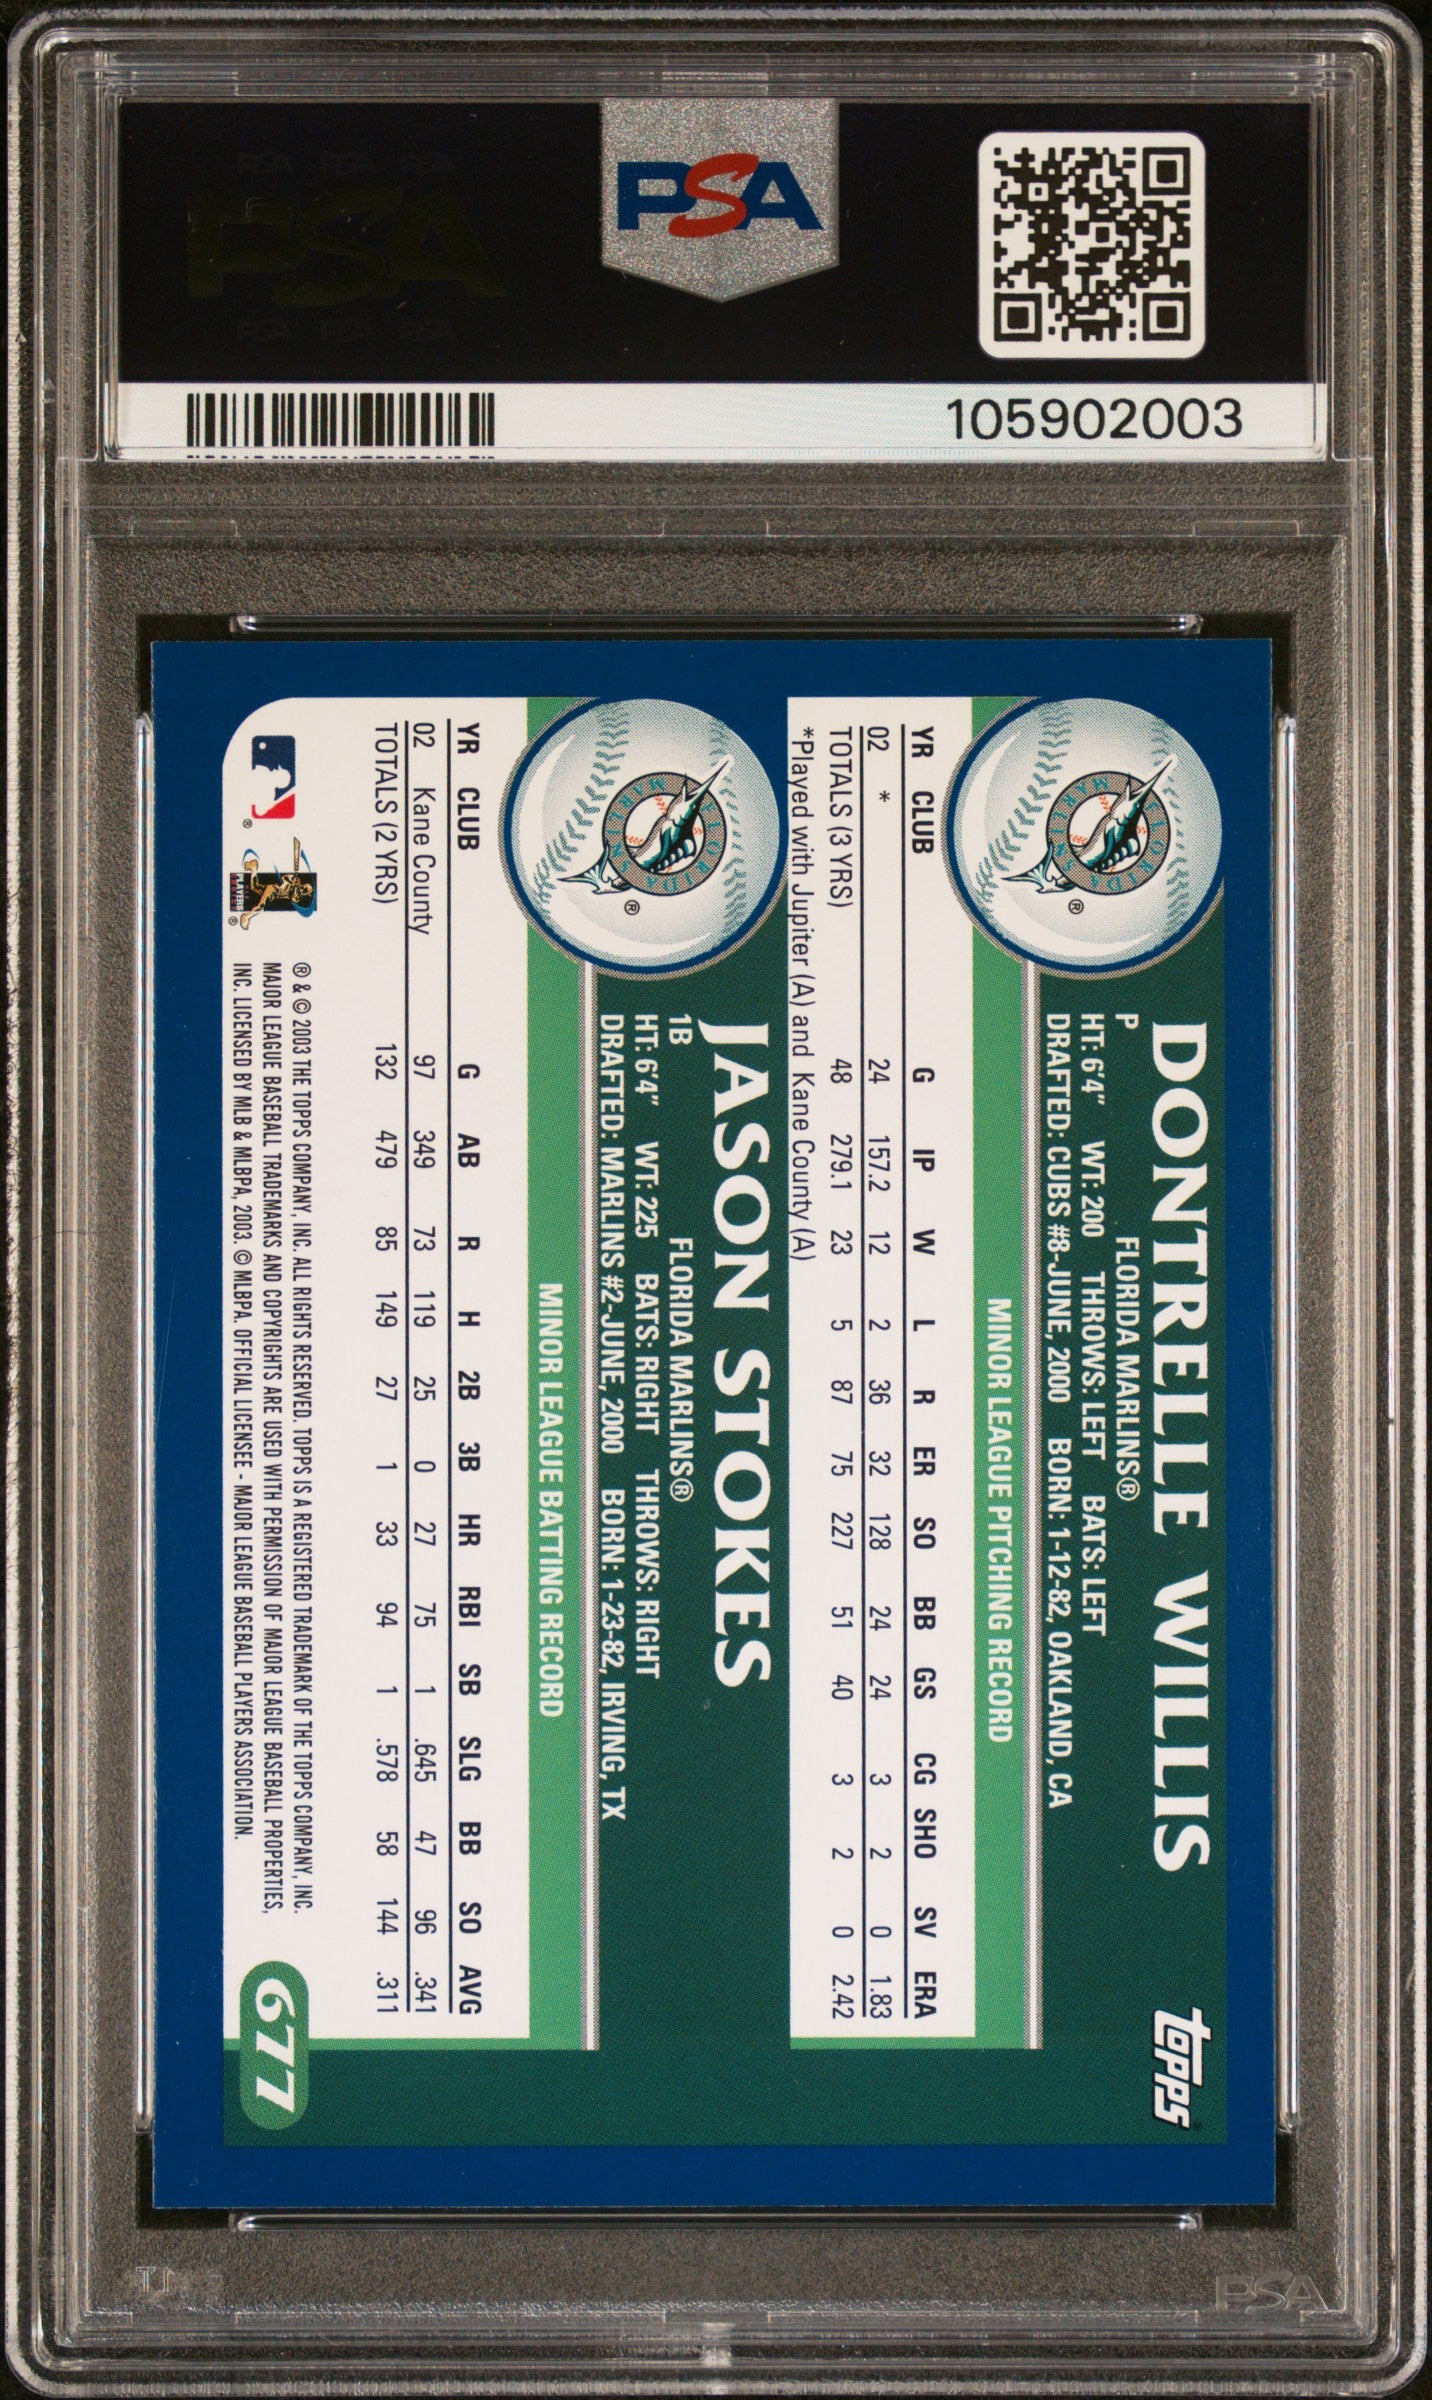 PSA
105902003
DONTRELLE WILLIS
topps
P FLORIDA MARLINS®
HT: 6'4" WT: 200 THROWS: LEFT BATS: LEFT
DRAFTED: CUBS #8-JUNE, 2000 BORN: 1-12-82, OAKLAND, CA
MINOR LEAGUE PITCHING RECORD
YR CLUB G IP W L R ER SO BB GS CG SHO SV ERA
02 * 24 157.2 12 2 36 32 128 24 24 3 2 0 1.83
TOTALS (3 YRS) 48 279.1 23 5 87 75 227 51 40 3 2 0 2.42
*Played with Jupiter (A) and Kane County (A)
JASON STOKES
1B FLORIDA MARLINS®
HT: 6'4" WT: 225 BATS: RIGHT THROWS: RIGHT
DRAFTED: MARLINS #2-JUNE, 2000 BORN: 1-23-82, IRVING, TX
MINOR LEAGUE BATTING RECORD
YR CLUB G AB R H 2B 3B HR RBI SB SLG BB SO AVG
02 Kane County 97 349 73 119 25 0 27 75 1 .645 47 96 .341
TOTALS (2 YRS) 132 479 85 149 27 1 33 94 1 .578 58 144 .311
® & © 2003 THE TOPPS COMPANY, INC. ALL RIGHTS RESERVED. TOPPS IS A REGISTERED TRADEMARK OF THE TOPPS COMPANY, INC.
MAJOR LEAGUE BASEBALL TRADEMARKS AND COPYRIGHTS ARE USED WITH PERMISSION OF MAJOR LEAGUE BASEBALL PROPERTIES,
INC. LICENSED BY MLB & MLBPA, 2003. © MLBPA. OFFICIAL LICENSEE - MAJOR LEAGUE BASEBALL PLAYERS ASSOCIATION.
677
PSA